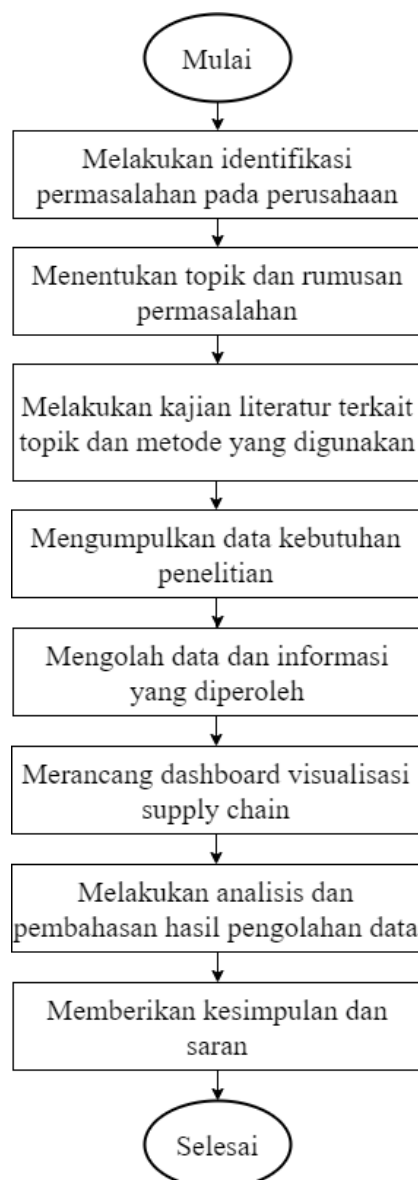 Mulai
Melakukan identifikasi
permasalahan pada perusahaan
Menentukan topik dan rumusan
permasalahan
Melakukan kajian literatur terkait
topik dan metode yang digunakan
Mengumpulkan data kebutuhan
penelitian
Mengolah data dan informasi
yang diperoleh
Merancang dashboard visualisasi
supply chain
Melakukan analisis dan
pembahasan hasil pengolahan data
Memberikan kesimpulan dan
saran
Selesai